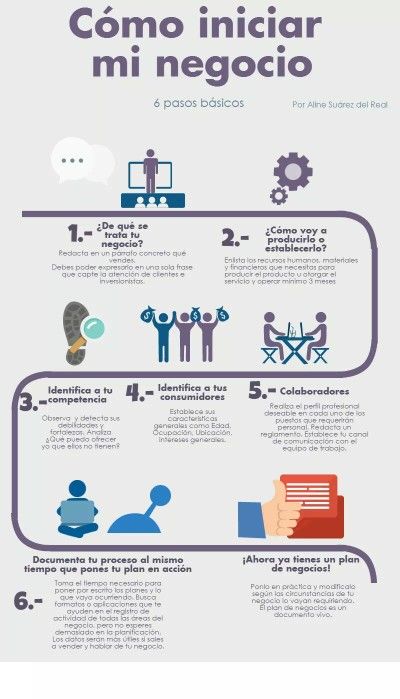 Cómo iniciar
mi negocio
6 pasos básicos
Por Aline Suárez del Real
1.- ¿De qué se
trata tu
negocio?
Redacta en un párrafo concreto qué
vendes.
Debes poder expresarlo en una sola frase
que capte la atención de clientes e
inversionistas.
2.- ¿Cómo voy a
producirlo o
establecerlo?
Enlista los recursos humanos, materiales
y financieros que necesitas para
producir el producto u otorgar el
servicio y operar mínimo 3 meses
3.- Identifica a tu
competencia
Observa y detecta sus
debilidades y
fortalezas. Analiza
¿Qué puedo ofrecer
yo que ellos no tienen?
4.- Identifica a tus
consumidores
Establece sus
características
generales como Edad,
Ocupación, Ubicación,
intereses generales.
5.- Colaboradores
Realiza el perfil profesional
deseable en cada uno de los
puestos que requerirán
personal. Redacta un
reglamento. Establece tu canal
de comunicación con el
equipo de trabajo.
Documenta tu proceso al mismo
tiempo que pones tu plan en acción
6.- Toma el tiempo necesario para
poner por escrito los planes y lo
que vaya ocurriendo. Busca
formatos o aplicaciones que te
ayuden en el registro de
actividad de todas las áreas del
negocio, pero no esperes
demasiado en la planificación.
Los datos serán más útiles si sales
a vender y hablar de tu negocio.
¡Ahora ya tienes un plan
de negocios!
Ponlo en práctica y modifícalo
según las circunstancias de tu
negocio lo vayan requiriendo.
El plan de negocios es un
documento vivo.